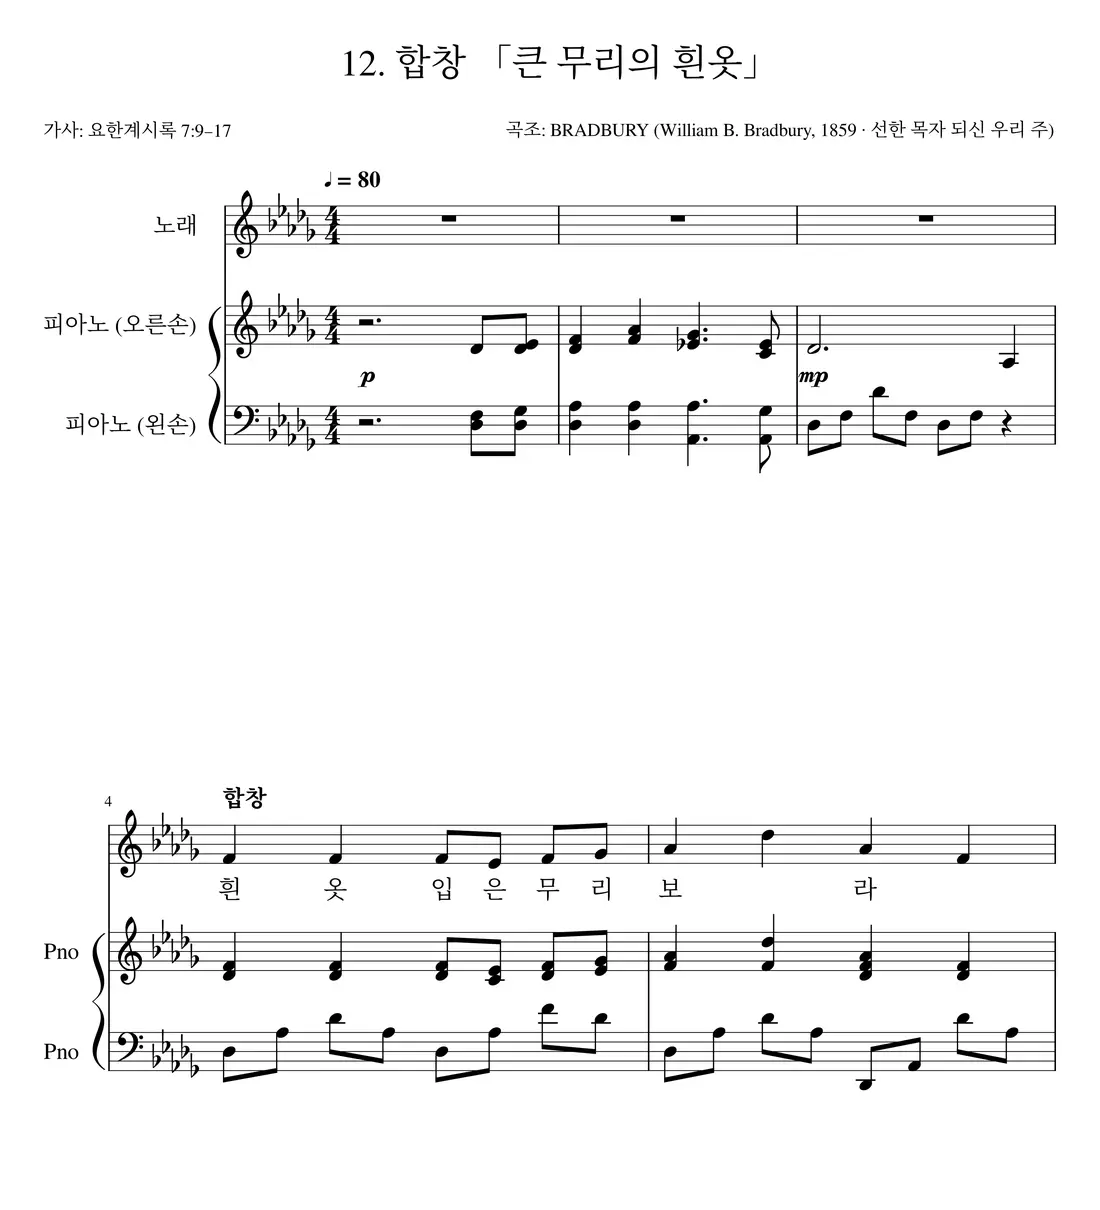 12. 합창 「큰 무리의 흰옷」
가사: 요한계시록 7:9–17
곡조: BRADBURY (William B. Bradbury, 1859 · 선한 목자 되신 우리 주)
♩ = 80
노래
피아노 (오른손)
p
mp
피아노 (왼손)
4
합창
흰 옷 입 은 무 리 보 라
Pno
Pno